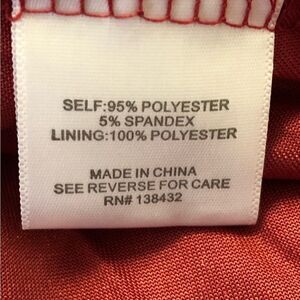 SELF:95% POLYESTER
5% SPANDEX
LINING:100% POLYESTER
MADE IN CHINA
SEE REVERSE FOR CARE
RN# 138432